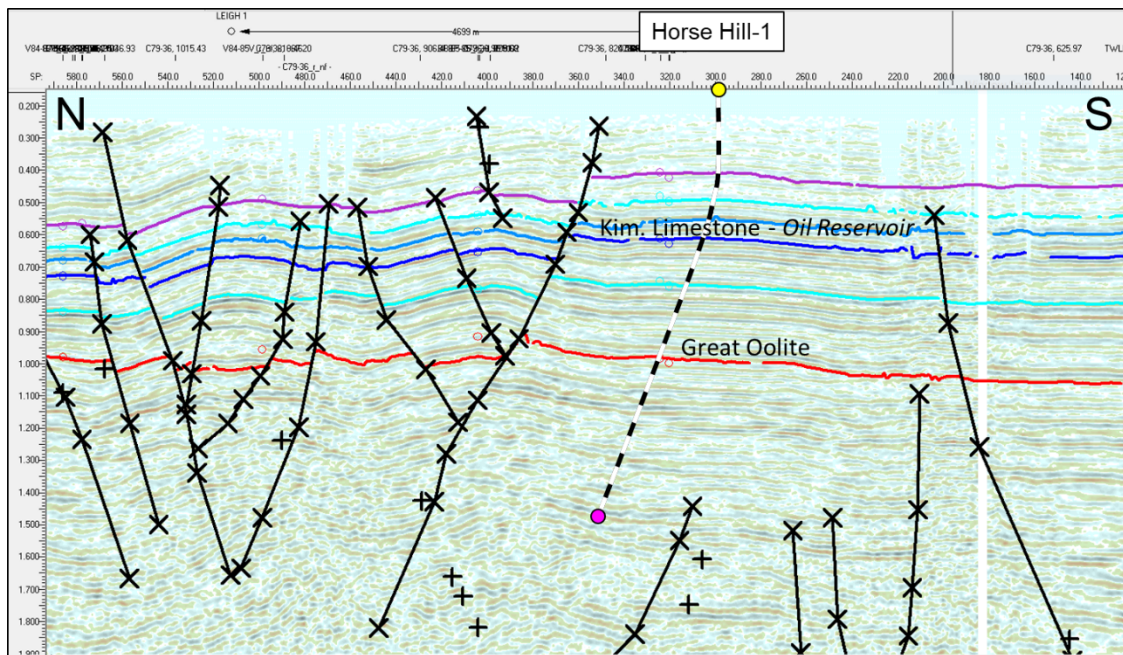 LEIGH 1
4699 m
Horse Hill-1
C79-36, 1015.43
C79-36, 625.97
TWL
- C79-36_r_nf -
SP: 580.0 560.0 540.0 520.0 500.0 480.0 460.0 440.0 420.0 400.0 380.0 360.0 340.0 320.0 300.0 280.0 260.0 240.0 220.0 200.0 180.0 160.0 140.0
N
S
0.200
0.300
0.400
0.500
0.600
Kim. Limestone - Oil Reservoir
0.700
0.800
0.900
Great Oolite
1.000
1.100
1.200
1.300
1.400
1.500
1.600
1.700
1.800
1.900